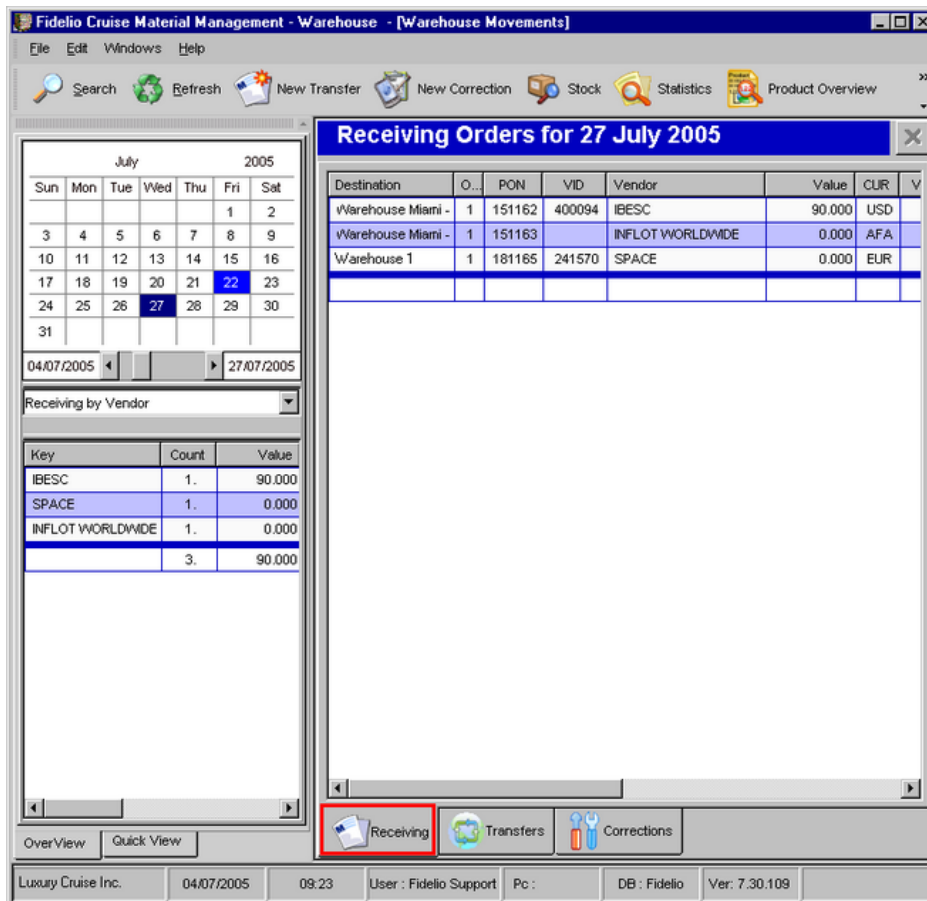 Fidelio Cruise Material Management - Warehouse - [Warehouse Movements]
File Edit Windows Help
Search Refresh New Transfer New Correction Stock Statistics Product Overview »
July 2005
Sun Mon Tue Wed Thu Fri Sat
1 2
3 4 5 6 7 8 9
10 11 12 13 14 15 16
17 18 19 20 21 22 23
24 25 26 27 28 29 30
31
04/07/2005 27/07/2005
Receiving by Vendor
Key Count Value
IBESC 1. 90.000
SPACE 1. 0.000
INFLOT WORLDWIDE 1. 0.000
3. 90.000
OverView Quick View
Receiving Orders for 27 July 2005
Destination O... PON VID Vendor Value CUR V
Warehouse Miami - 1 151162 400094 IBESC 90.000 USD
Warehouse Miami - 1 151163 INFLOT WORLDWIDE 0.000 AFA
Warehouse 1 1 181165 241570 SPACE 0.000 EUR
Receiving Transfers Corrections
Luxury Cruise Inc. 04/07/2005 09:23 User : Fidelio Support Pc : DB : Fidelio Ver: 7.30.109